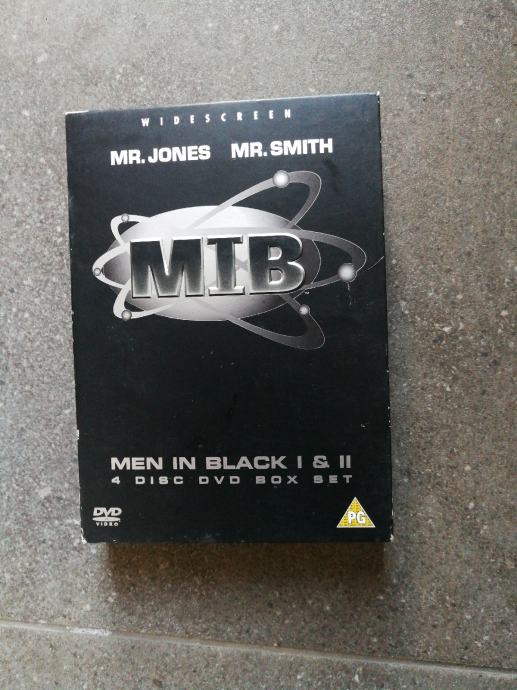 WIDESCREEN
MR. JONES MR. SMITH
MIB
MEN IN BLACK I & II
4 DISC DVD BOX SET
DVD
VIDEO
PG